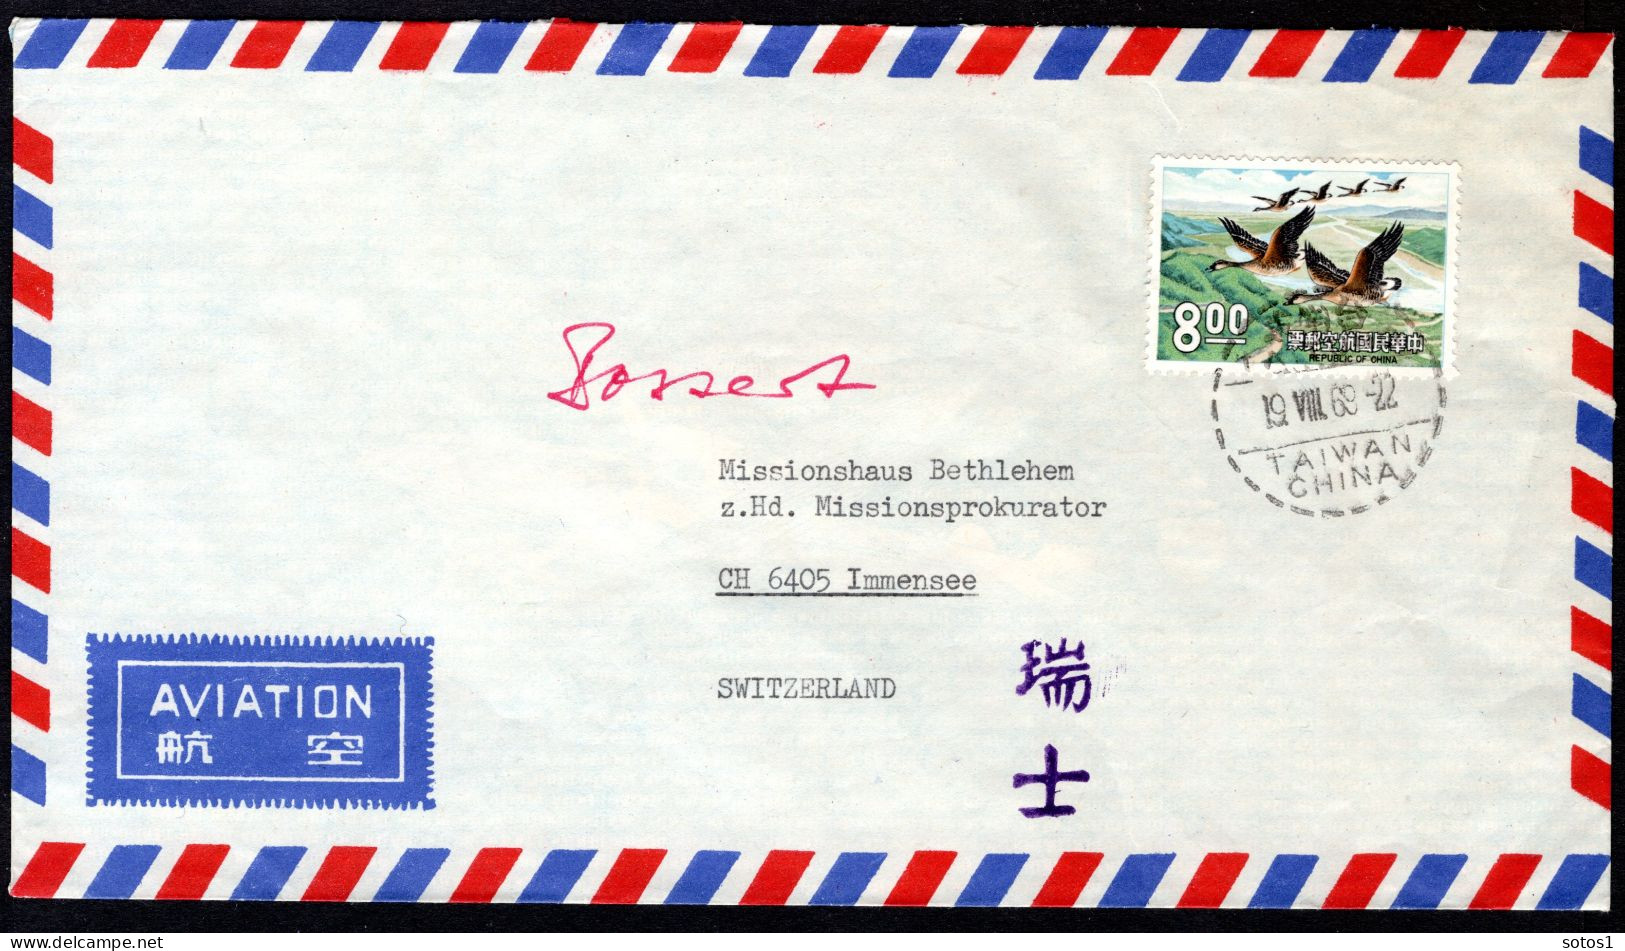 8.00
票郵空航國民華中
REPUBLIC OF CHINA
19. VIII. 69-22
TAIWAN
CHINA
Bossert
Missionshaus Bethlehem
z.Hd. Missionsprokurator
CH 6405 Immensee
SWITZERLAND
瑞
士
AVIATION
航 空
delcampe.net
sotos1